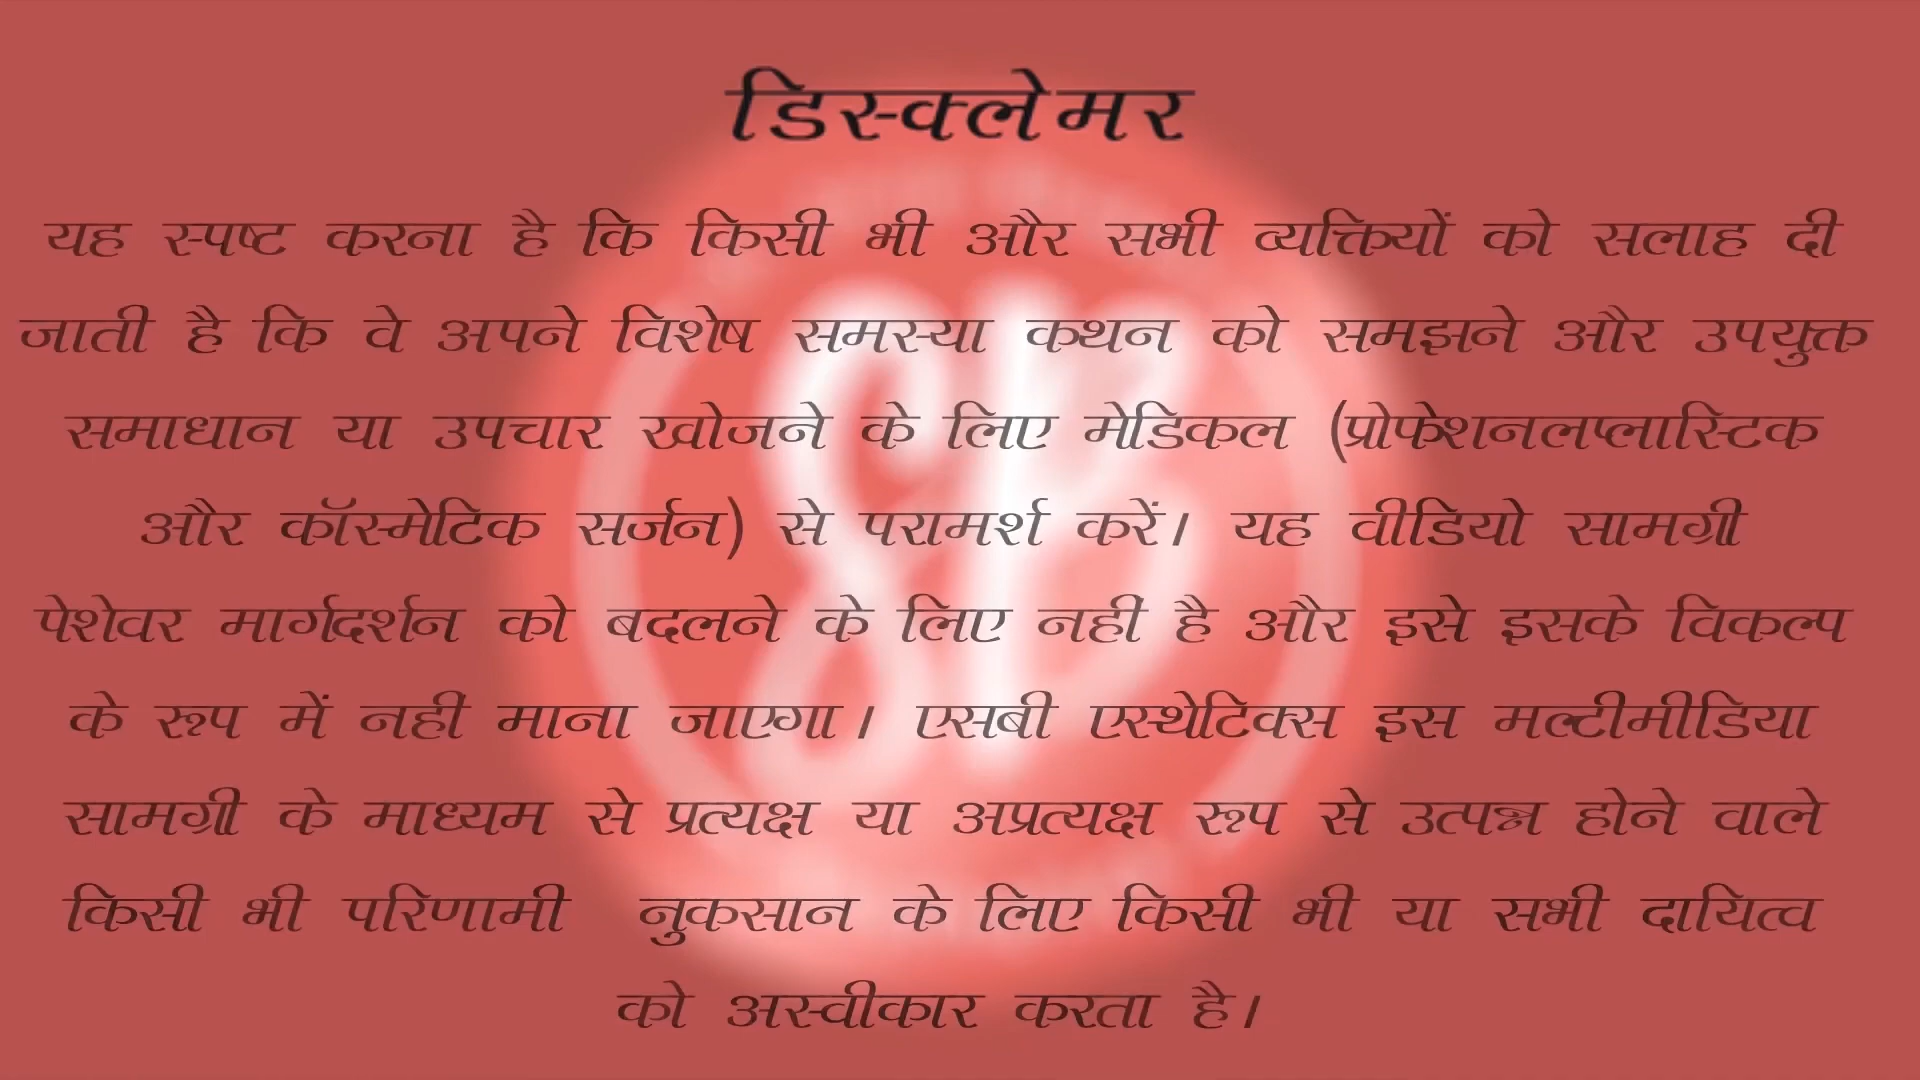 डिस्क्लेमर
यह स्पष्ट करना है कि किसी भी और सभी व्यक्तियों को सलाह दी
जाती है कि वे अपने विशेष समस्या कथन को समझने और उपयुक्त
समाधान या उपचार खोजने के लिए मेडिकल (प्रोफेशनलप्लास्टिक
और कॉस्मेटिक सर्जन) से परामर्श करें। यह वीडियो सामग्री
पेशेवर मार्गदर्शन को बदलने के लिए नहीं है और इसे इसके विकल्प
के रूप में नहीं माना जाएगा। एसबी एस्थेटिक्स इस मल्टीमीडिया
सामग्री के माध्यम से प्रत्यक्ष या अप्रत्यक्ष रूप से उत्पन्न होने वाले
किसी भी परिणामी नुकसान के लिए किसी भी या सभी दायित्व
को अस्वीकार करता है।